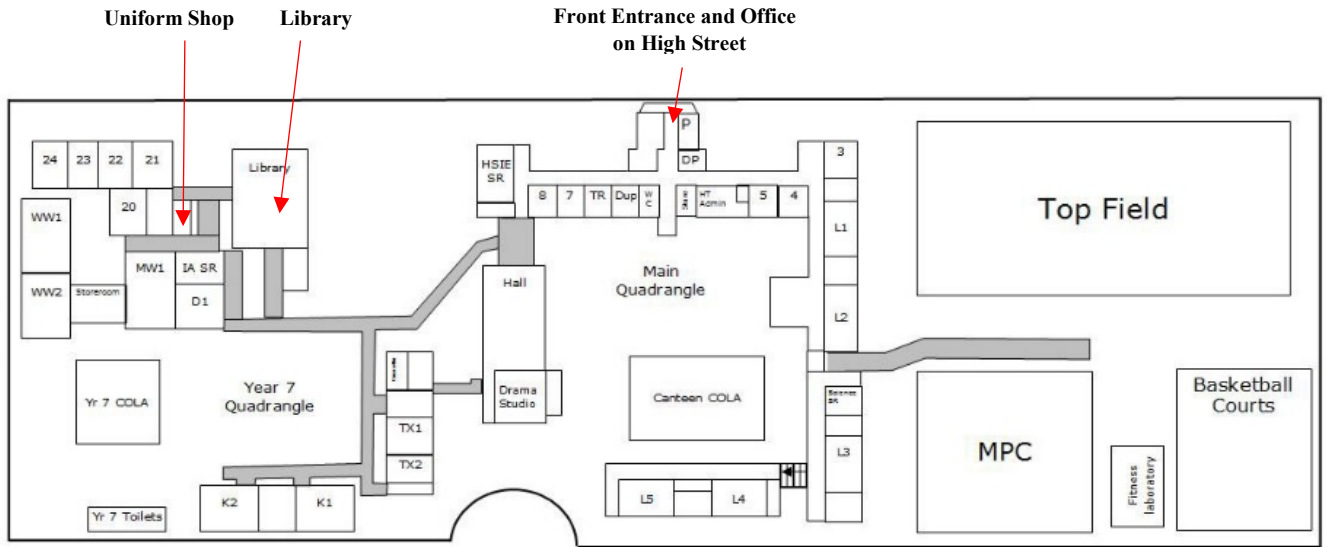 Uniform Shop
Library
Front Entrance and Office
on High Street
P
DP
24
23
22
21
Library
HSIE
SR
3
8
7
TR
Dup
W
C
HT
Admin
5
4
Top Field
WW1
20
L1
MW1
IA SR
Main
Quadrangle
Hall
WW2
Storeroom
D1
L2
Yr 7 COLA
Year 7
Quadrangle
Drama
Studio
Canteen COLA
Science
SR
Basketball
Courts
TX1
TX2
MPC
L3
Fitness
laboratory
K2
K1
L5
L4
Yr 7 Toilets